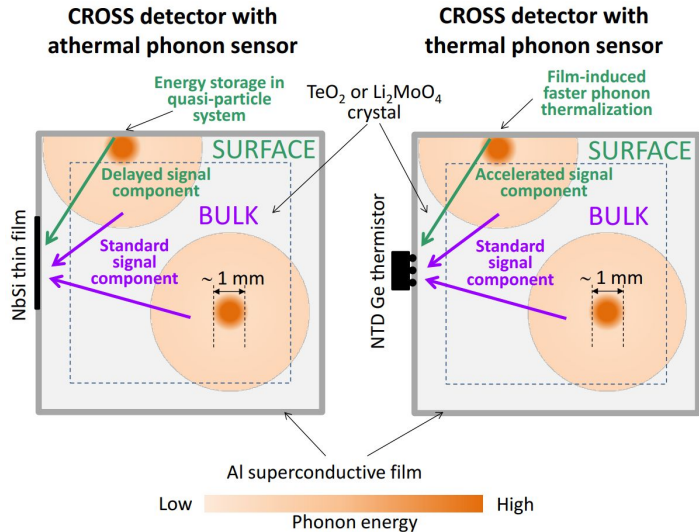 CROSS detector with
athermal phonon sensor
CROSS detector with
thermal phonon sensor
Energy storage in
quasi-particle
system
TeO₂ or Li₂MoO₄
crystal
Film-induced
faster phonon
thermalization
SURFACE
Delayed signal
component
BULK
Standard
signal
component
~ 1 mm
NbSi thin film
SURFACE
Accelerated signal
component
BULK
Standard
signal
component
~ 1 mm
NTD Ge thermistor
Al superconductive film
Low
High
Phonon energy